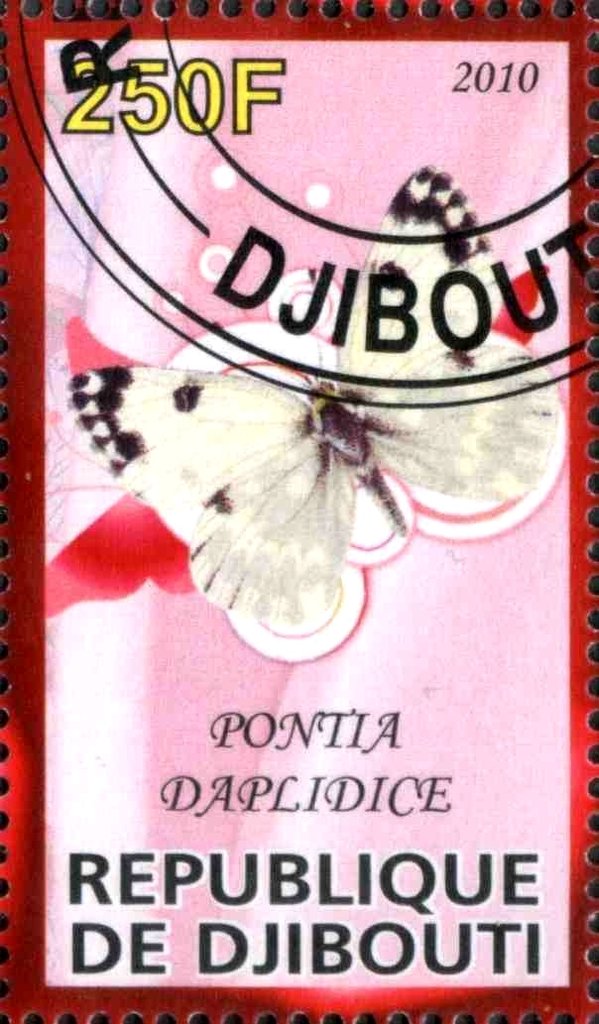 250F
2010
R
DJIBOUT
PONTIA
DAPLIDICE
REPUBLIQUE
DE DJIBOUTI